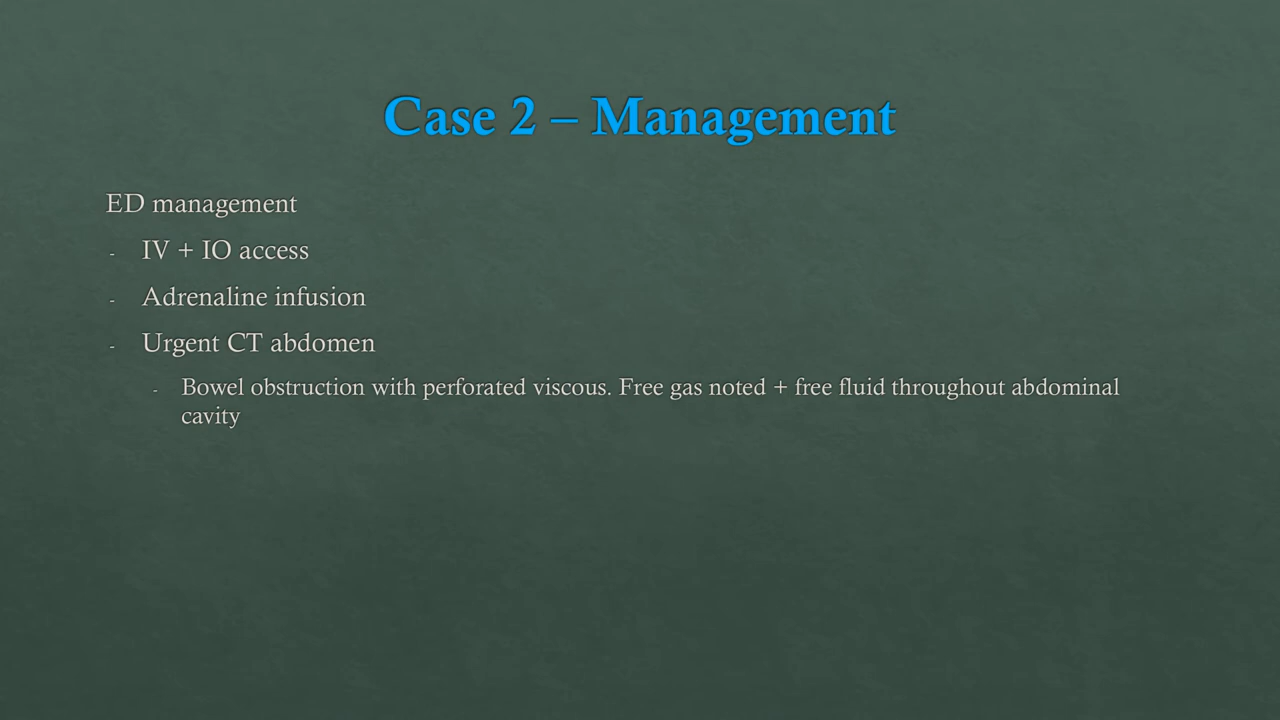 Case 2 – Management
ED management
- IV + IO access
- Adrenaline infusion
- Urgent CT abdomen
- Bowel obstruction with perforated viscous. Free gas noted + free fluid throughout abdominal
cavity